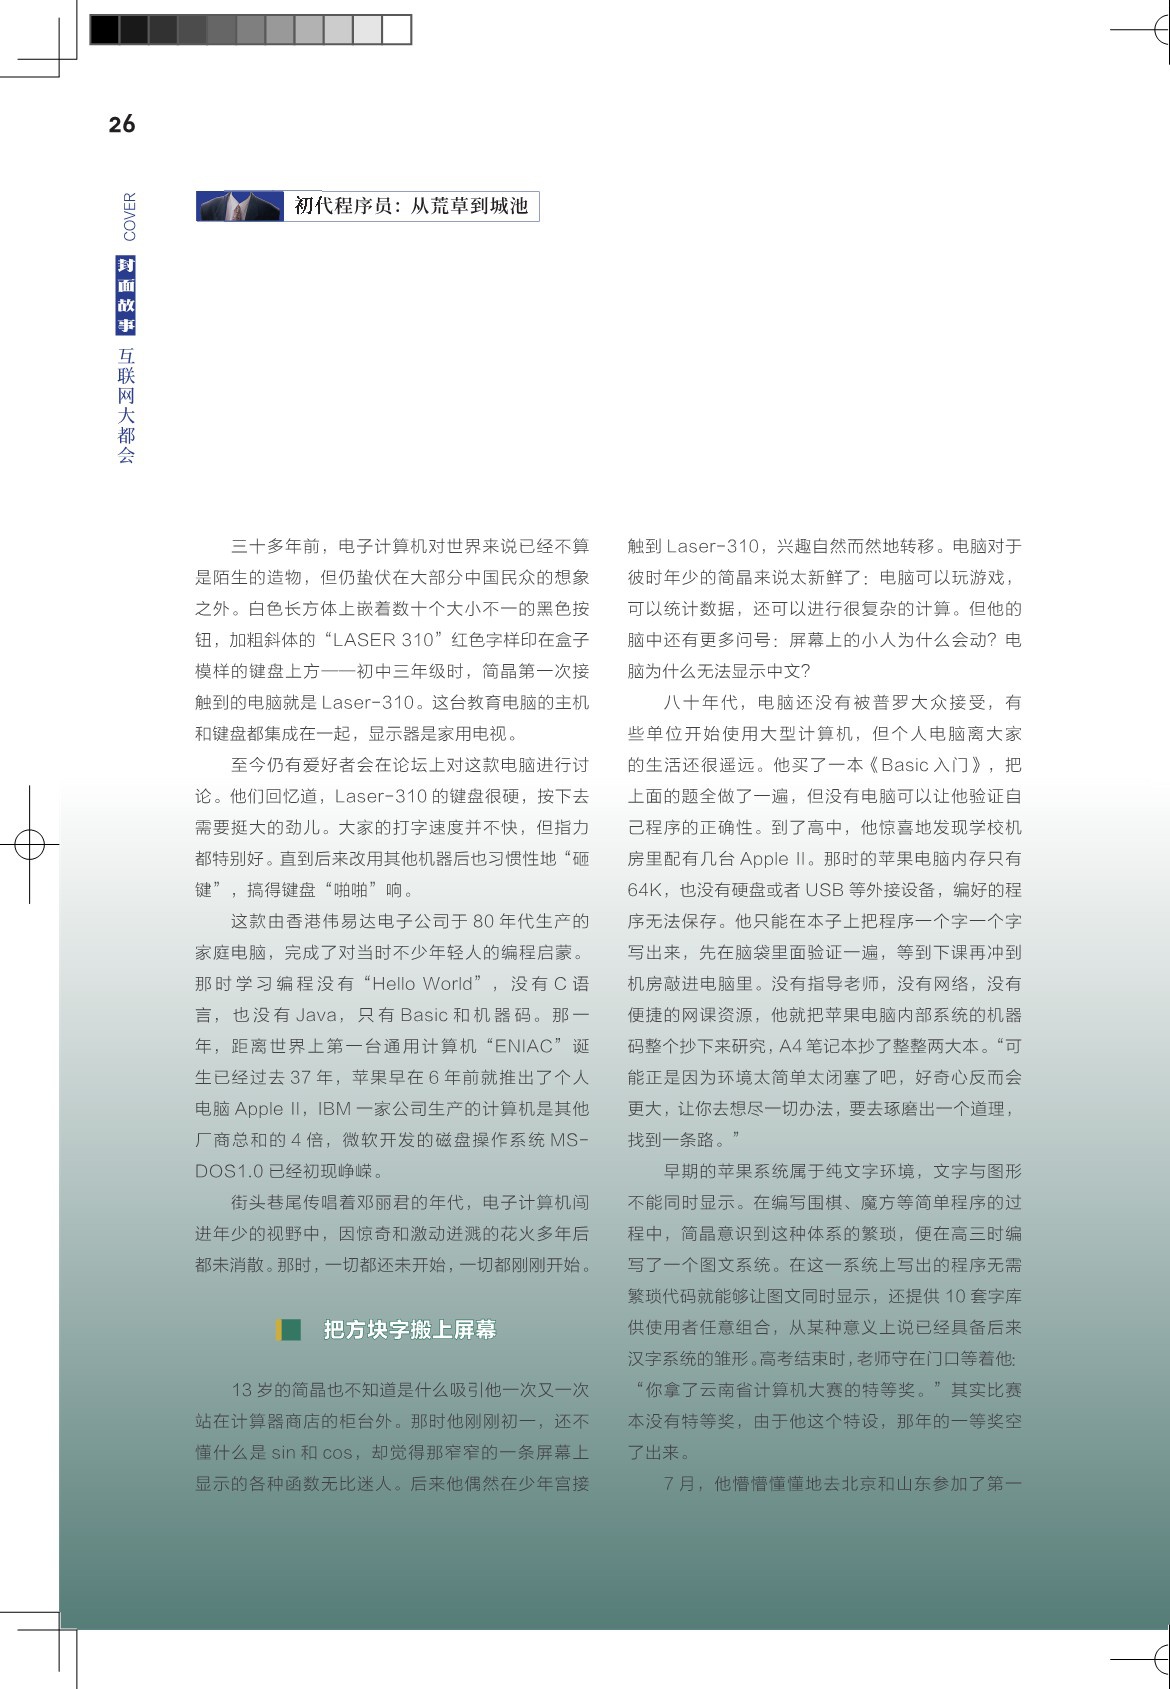 26
COVER
封面故事
互联网大都会
初代程序员：从荒草到城池
三十多年前，电子计算机对世界来说已经不算
是陌生的造物，但仍蛰伏在大部分中国民众的想象
之外。白色长方体上嵌着数十个大小不一的黑色按
钮，加粗斜体的“LASER 310”红色字样印在盒子
模样的键盘上方——初中三年级时，简晶第一次接
触到的电脑就是 Laser-310。这台教育电脑的主机
和键盘都集成在一起，显示器是家用电视。
至今仍有爱好者会在论坛上对这款电脑进行讨
论。他们回忆道，Laser-310 的键盘很硬，按下去
需要挺大的劲儿。大家的打字速度并不快，但指力
都特别好。直到后来改用其他机器后也习惯性地“砸
键”，搞得键盘“啪啪”响。
这款由香港伟易达电子公司于 80 年代生产的
家庭电脑，完成了对当时不少年轻人的编程启蒙。
那时学习编程没有“Hello World”，没有 C 语
言，也没有 Java，只有 Basic 和机器码。那一
年，距离世界上第一台通用计算机“ENIAC”诞
生已经过去 37 年，苹果早在 6 年前就推出了个人
电脑 Apple II，IBM 一家公司生产的计算机是其他
厂商总和的 4 倍，微软开发的磁盘操作系统 MS-
DOS1.0 已经初现峥嵘。
街头巷尾传唱着邓丽君的年代，电子计算机闯
进年少的视野中，因惊奇和激动迸溅的花火多年后
都未消散。那时，一切都还未开始，一切都刚刚开始。
把方块字搬上屏幕
13 岁的简晶也不知道是什么吸引他一次又一次
站在计算器商店的柜台外。那时他刚刚初一，还不
懂什么是 sin 和 cos，却觉得那窄窄的一条屏幕上
显示的各种函数无比迷人。后来他偶然在少年宫接
触到 Laser-310，兴趣自然而然地转移。电脑对于
彼时年少的简晶来说太新鲜了：电脑可以玩游戏，
可以统计数据，还可以进行很复杂的计算。但他的
脑中还有更多问号：屏幕上的小人为什么会动？电
脑为什么无法显示中文？
八十年代，电脑还没有被普罗大众接受，有
些单位开始使用大型计算机，但个人电脑离大家
的生活还很遥远。他买了一本《Basic 入门》，把
上面的题全做了一遍，但没有电脑可以让他验证自
己程序的正确性。到了高中，他惊喜地发现学校机
房里配有几台 Apple II。那时的苹果电脑内存只有
64K，也没有硬盘或者 USB 等外接设备，编好的程
序无法保存。他只能在本子上把程序一个字一个字
写出来，先在脑袋里面验证一遍，等到下课再冲到
机房敲进电脑里。没有指导老师，没有网络，没有
便捷的网课资源，他就把苹果电脑内部系统的机器
码整个抄下来研究，A4 笔记本抄了整整两大本。“可
能正是因为环境太简单太闭塞了吧，好奇心反而会
更大，让你去想尽一切办法，要去琢磨出一个道理，
找到一条路。”
早期的苹果系统属于纯文字环境，文字与图形
不能同时显示。在编写围棋、魔方等简单程序的过
程中，简晶意识到这种体系的繁琐，便在高三时编
写了一个图文系统。在这一系统上写出的程序无需
繁琐代码就能够让图文同时显示，还提供 10 套字库
供使用者任意组合，从某种意义上说已经具备后来
汉字系统的雏形。高考结束时，老师守在门口等着他：
“你拿了云南省计算机大赛的特等奖。”其实比赛
本没有特等奖，由于他这个特设，那年的一等奖空
了出来。
7 月，他懵懵懂懂地去北京和山东参加了第一